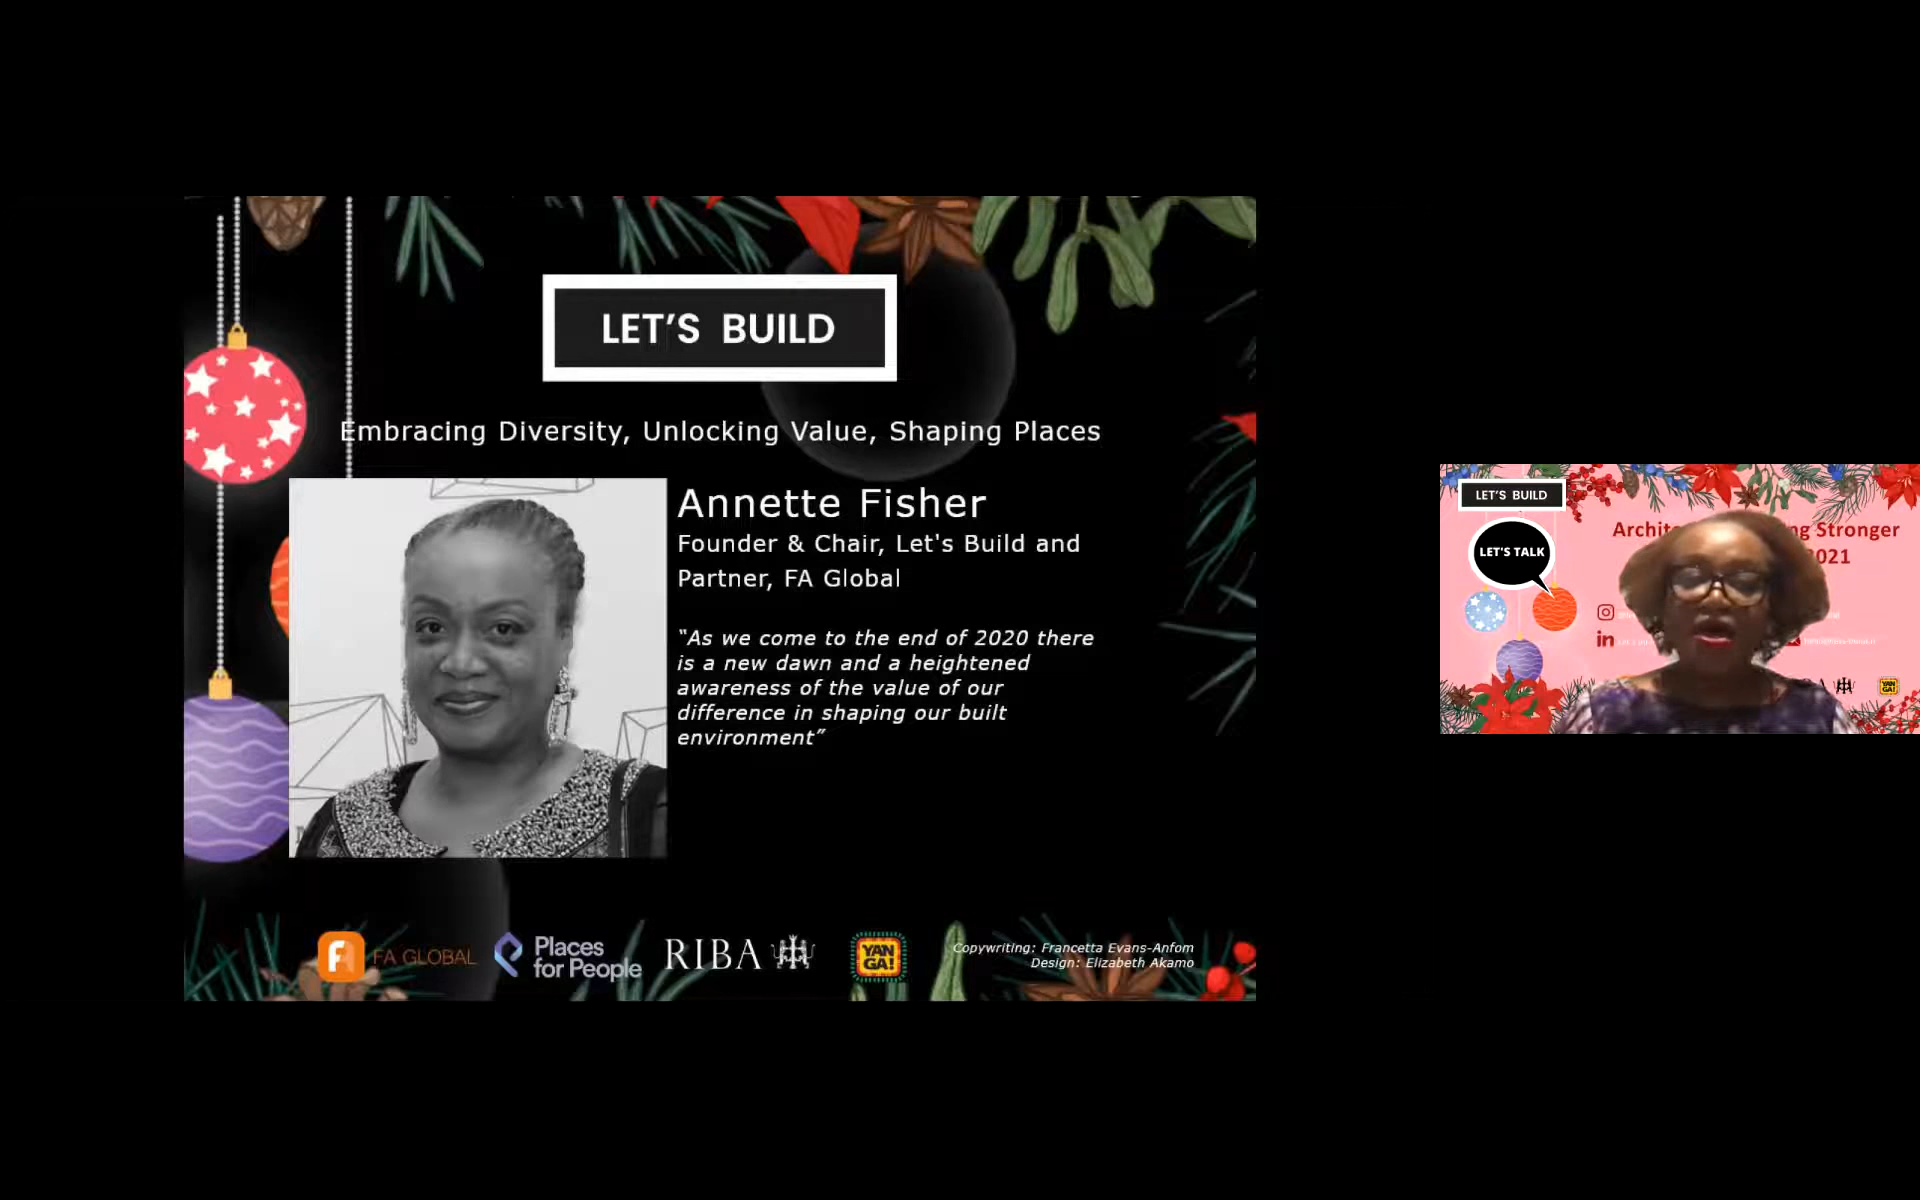 LET'S BUILD
Embracing Diversity, Unlocking Value, Shaping Places
Annette Fisher
Founder & Chair, Let's Build and
Partner, FA Global
“As we come to the end of 2020 there
is a new dawn and a heightened
awareness of the value of our
difference in shaping our built
environment”
FA GLOBAL
Places
for People
RIBA
YAN
GA!
Copywriting: Francetta Evans-Anfom
Design: Elizabeth Akamo
LET'S BUILD
LET'S TALK
Stronger
2021
YAN
GA!